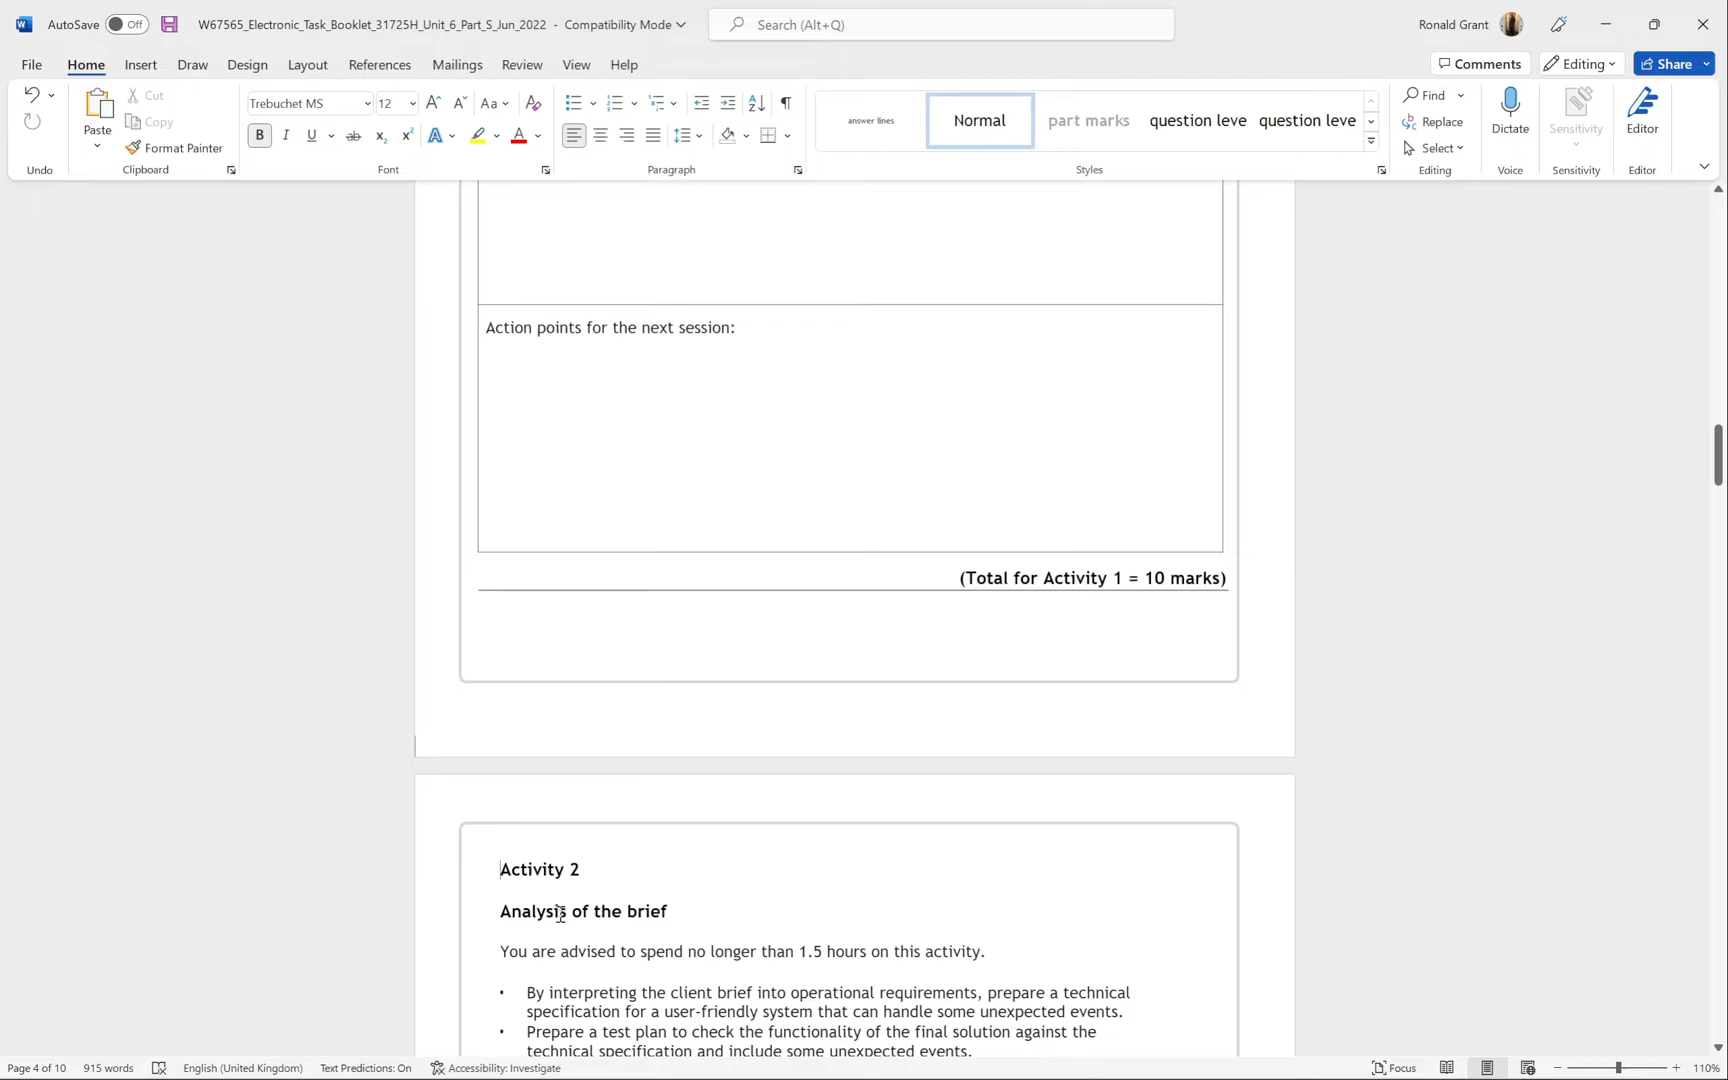 AutoSave Off W67565_Electronic_Task_Booklet_31725H_Unit_6_Part_S_Jun_2022 - Compatibility Mode Search (Alt+Q) Ronald Grant
File Home Insert Draw Design Layout References Mailings Review View Help Comments Editing Share
Trebuchet MS 12 Aa
Paste Cut Copy Format Painter
B I U ab x₂ x² A A
answer lines Normal part marks question leve question leve
Find Replace Select Dictate Sensitivity Editor
Undo Clipboard Font Paragraph Styles Editing Voice Sensitivity Editor
Action points for the next session:
(Total for Activity 1 = 10 marks)
Activity 2
Analysis of the brief
You are advised to spend no longer than 1.5 hours on this activity.
• By interpreting the client brief into operational requirements, prepare a technical
specification for a user-friendly system that can handle some unexpected events.
• Prepare a test plan to check the functionality of the final solution against the
technical specification and include some unexpected events.
Page 4 of 10 915 words English (United Kingdom) Text Predictions: On Accessibility: Investigate Focus 110%